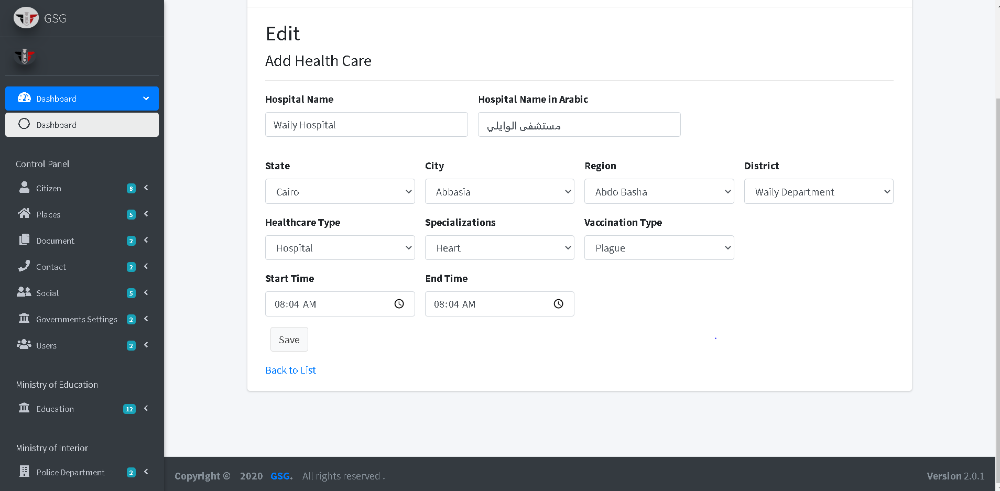 GSG
Dashboard
Dashboard
Control Panel
Citizen 8
Places 5
Document 2
Contact 2
Social 5
Governments Settings 2
Users 2
Ministry of Education
Education 12
Ministry of Interior
Police Department 2
Edit
Add Health Care
Hospital Name Hospital Name in Arabic
Waily Hospital مستشفى الوايلي
State City Region District
Cairo Abbasia Abdo Basha Waily Department
Healthcare Type Specializations Vaccination Type
Hospital Heart Plague
Start Time End Time
08:04 AM 08:04 AM
Save
Back to List
Copyright © 2020 GSG. All rights reserved . Version 2.0.1